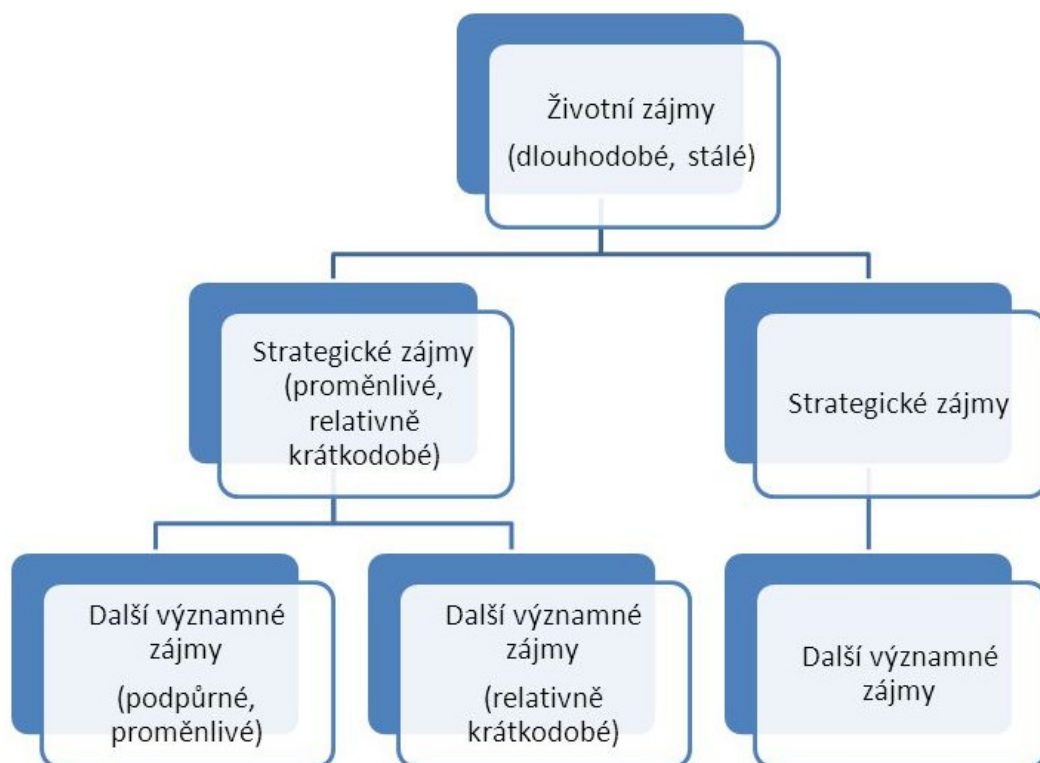 Životní zájmy
(dlouhodobé, stálé)
Strategické zájmy
(proměnlivé,
relativně
krátkodobé)
Strategické zájmy
Další významné
zájmy
(podpůrné,
proměnlivé)
Další významné
zájmy
(relativně
krátkodobé)
Další významné
zájmy